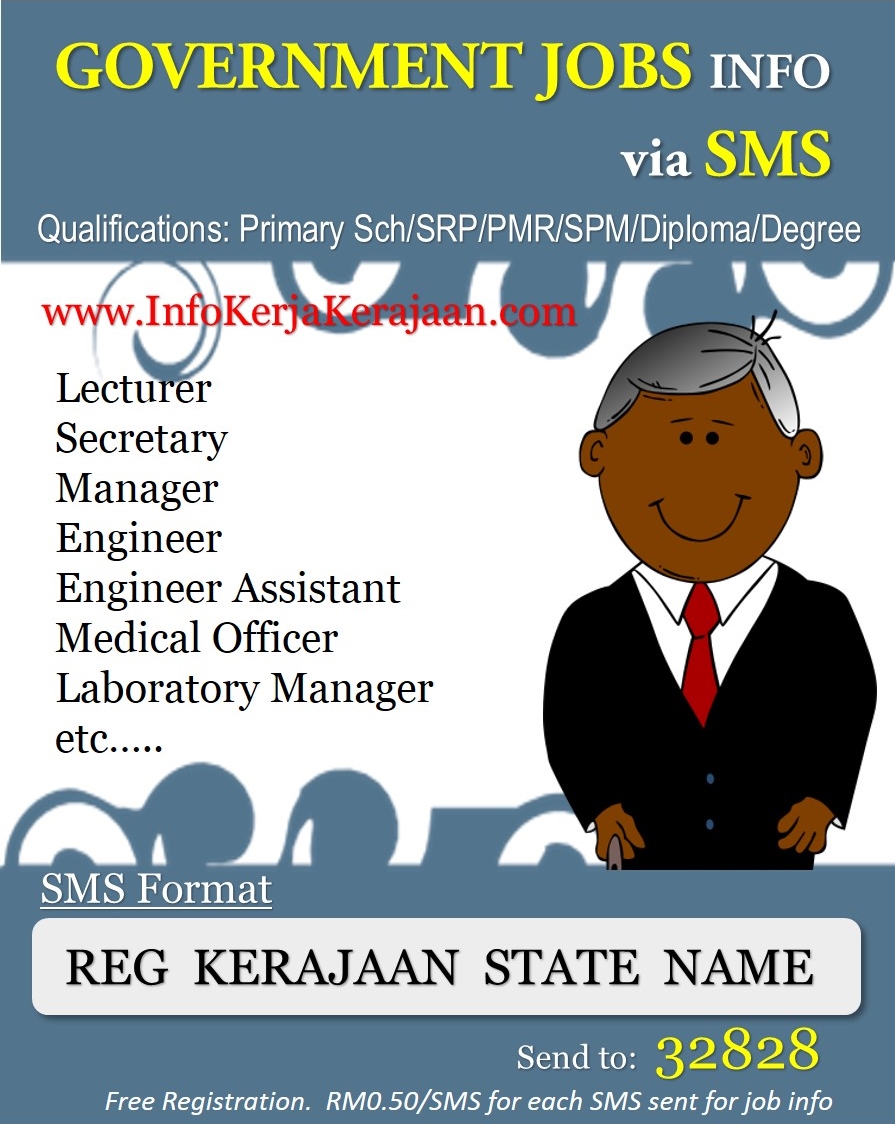 GOVERNMENT JOBS INFO
via SMS
Qualifications: Primary Sch/SRP/PMR/SPM/Diploma/Degree
www.InfoKerjaKerajaan.com
Lecturer
Secretary
Manager
Engineer
Engineer Assistant
Medical Officer
Laboratory Manager
etc.....
SMS Format
REG KERAJAAN STATE NAME
Send to: 32828
Free Registration. RM0.50/SMS for each SMS sent for job info